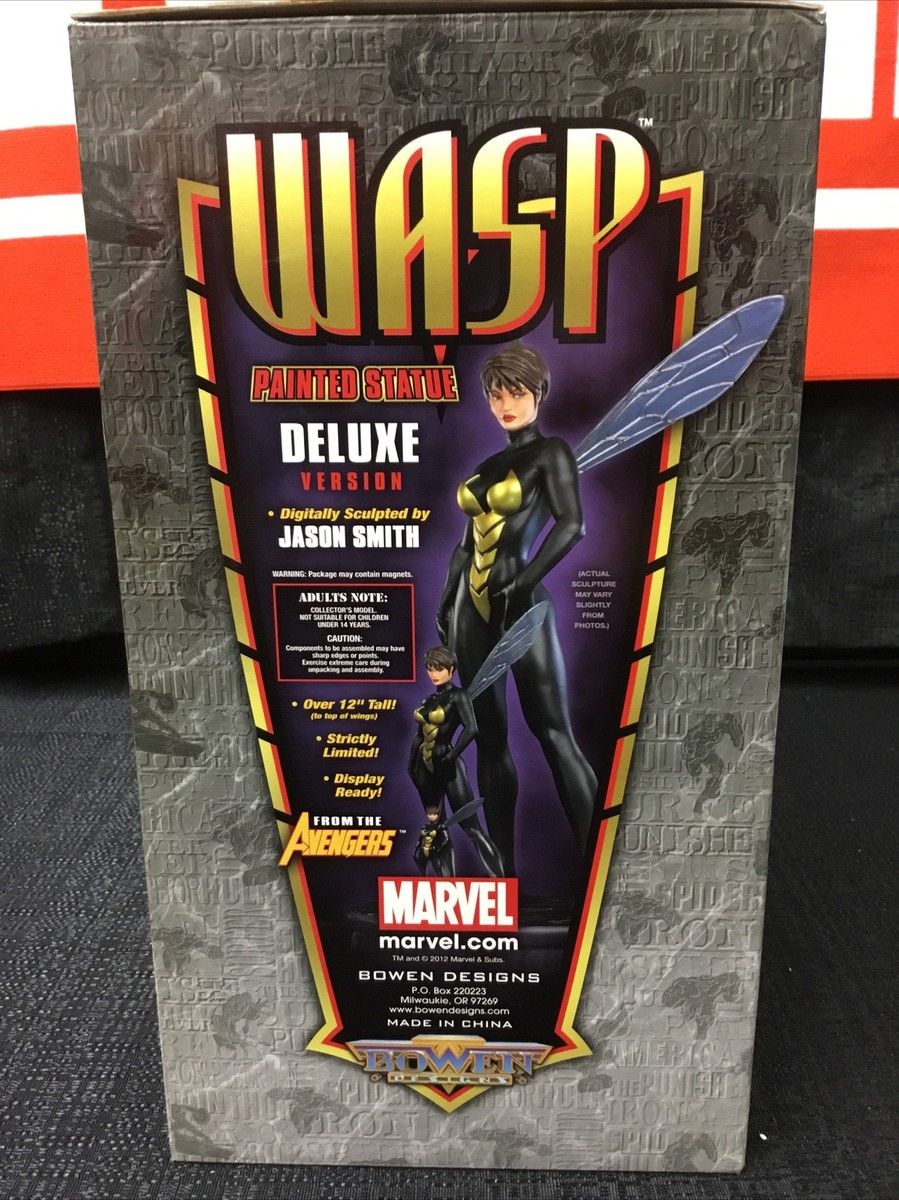 WASP™
PAINTED STATUE
DELUXE
VERSION
• Digitally Sculpted by
JASON SMITH
WARNING: Package may contain magnets.
ADULTS NOTE:
COLLECTOR'S MODEL.
NOT SUITABLE FOR CHILDREN
UNDER 14 YEARS.
CAUTION:
Components to be assembled may have
sharp edges or points.
Exercise extreme care during
unpacking and assembly.
(ACTUAL
SCULPTURE
MAY VARY
SLIGHTLY
FROM
PHOTOS.)
• Over 12" Tall!
(to top of wings)
• Strictly
Limited!
• Display
Ready!
FROM THE
AVENGERS™
MARVEL
marvel.com
TM and © 2012 Marvel & Subs.
BOWEN DESIGNS
P.O. Box 220223
Milwaukie, OR 97269
www.bowendesigns.com
MADE IN CHINA
BOWEN
DESIGNS